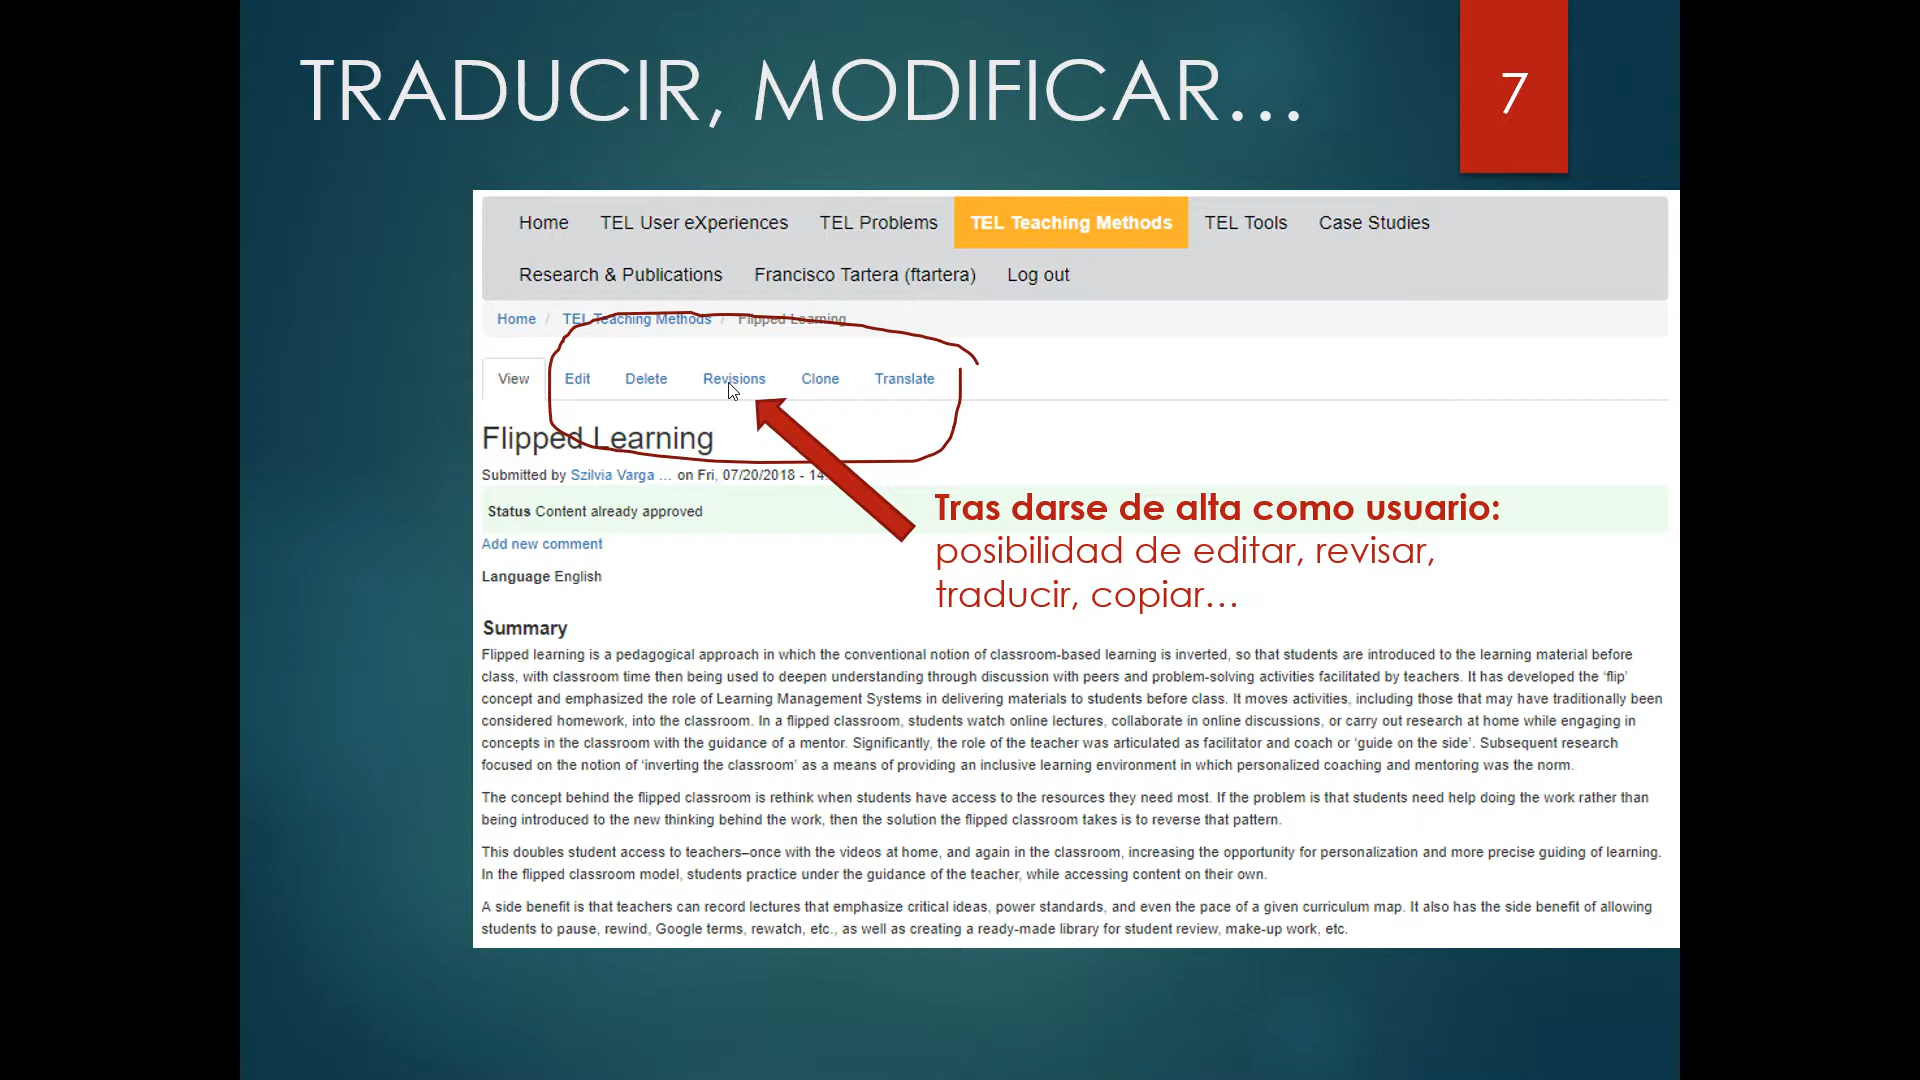 TRADUCIR, MODIFICAR…
7
Home TEL User eXperiences TEL Problems TEL Teaching Methods TEL Tools Case Studies
Research & Publications Francisco Tartera (ftartera) Log out
Home / TEL Teaching Methods / Flipped Learning
View Edit Delete Revisions Clone Translate
Flipped Learning
Submitted by Szilvia Varga ... on Fri, 07/20/2018 - 14
Status Content already approved
Add new comment
Language English
Tras darse de alta como usuario:
posibilidad de editar, revisar,
traducir, copiar…
Summary
Flipped learning is a pedagogical approach in which the conventional notion of classroom-based learning is inverted, so that students are introduced to the learning material before
class, with classroom time then being used to deepen understanding through discussion with peers and problem-solving activities facilitated by teachers. It has developed the ‘flip’
concept and emphasized the role of Learning Management Systems in delivering materials to students before class. It moves activities, including those that may have traditionally been
considered homework, into the classroom. In a flipped classroom, students watch online lectures, collaborate in online discussions, or carry out research at home while engaging in
concepts in the classroom with the guidance of a mentor. Significantly, the role of the teacher was articulated as facilitator and coach or ‘guide on the side’. Subsequent research
focused on the notion of ‘inverting the classroom’ as a means of providing an inclusive learning environment in which personalized coaching and mentoring was the norm.
The concept behind the flipped classroom is rethink when students have access to the resources they need most. If the problem is that students need help doing the work rather than
being introduced to the new thinking behind the work, then the solution the flipped classroom takes is to reverse that pattern.
This doubles student access to teachers–once with the videos at home, and again in the classroom, increasing the opportunity for personalization and more precise guiding of learning.
In the flipped classroom model, students practice under the guidance of the teacher, while accessing content on their own.
A side benefit is that teachers can record lectures that emphasize critical ideas, power standards, and even the pace of a given curriculum map. It also has the side benefit of allowing
students to pause, rewind, Google terms, rewatch, etc., as well as creating a ready-made library for student review, make-up work, etc.